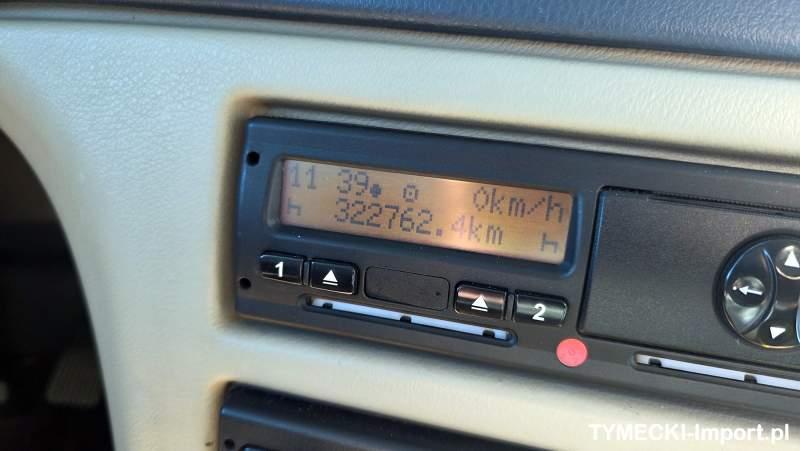 11 39 0km/h
322762.4km
1 2
TYMECKI-Import.pl